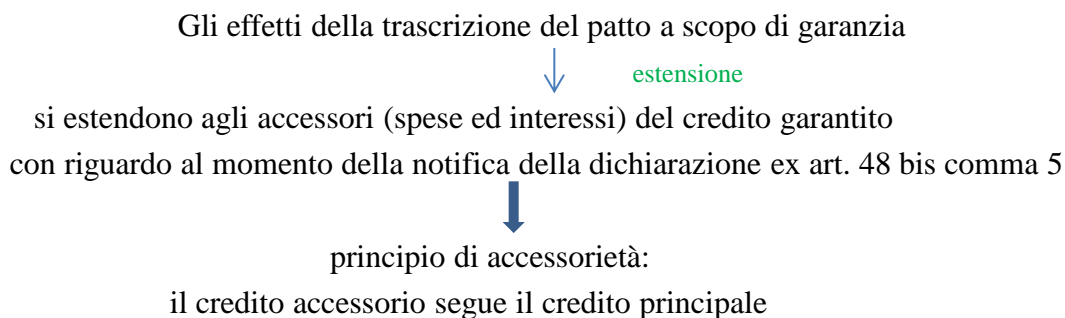 Gli effetti della trascrizione del patto a scopo di garanzia
estensione
si estendono agli accessori (spese ed interessi) del credito garantito
con riguardo al momento della notifica della dichiarazione ex art. 48 bis comma 5
principio di accessorietà:
il credito accessorio segue il credito principale